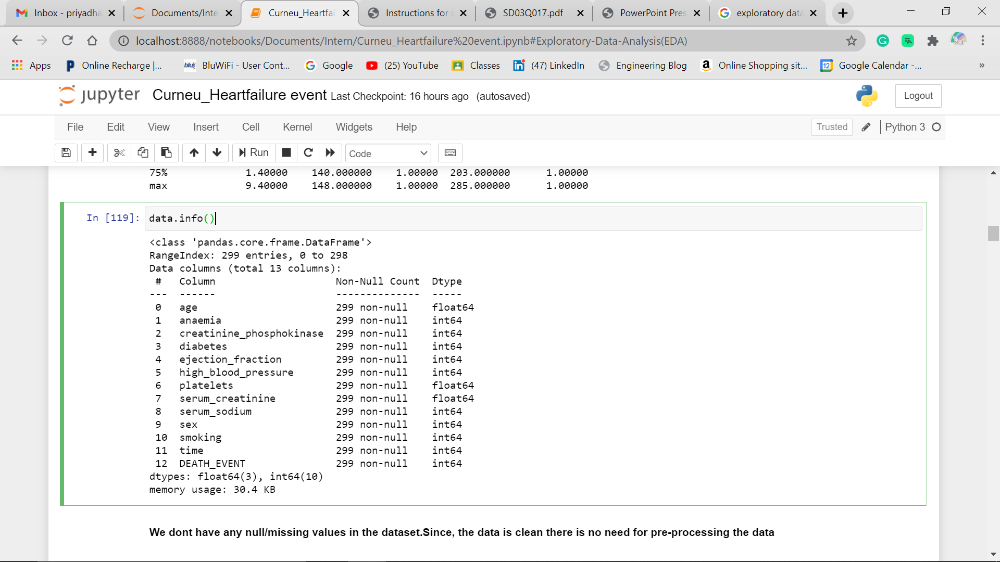 Inbox - priyadha
Documents/Inte
Curneu_Heartfai
Instructions for s
SD03Q017.pdf
PowerPoint Pres
exploratory data
localhost:8888/notebooks/Documents/Intern/Curneu_Heartfailure%20event.ipynb#Exploratory-Data-Analysis(EDA)
Apps
Online Recharge |...
BluWiFi - User Cont...
Google
(25) YouTube
Classes
(47) LinkedIn
Engineering Blog
Online Shopping sit...
Google Calendar -...
»
jupyter Curneu_Heartfailure event Last Checkpoint: 16 hours ago (autosaved)
Logout
File Edit View Insert Cell Kernel Widgets Help
Trusted
Python 3
Run
Code
75% 1.40000 140.000000 1.00000 203.000000 1.00000
max 9.40000 148.000000 1.00000 285.000000 1.00000
In [119]: data.info()
<class 'pandas.core.frame.DataFrame'>
RangeIndex: 299 entries, 0 to 298
Data columns (total 13 columns):
# Column Non-Null Count Dtype
--- ------ -------------- -----
0 age 299 non-null float64
1 anaemia 299 non-null int64
2 creatinine_phosphokinase 299 non-null int64
3 diabetes 299 non-null int64
4 ejection_fraction 299 non-null int64
5 high_blood_pressure 299 non-null int64
6 platelets 299 non-null float64
7 serum_creatinine 299 non-null float64
8 serum_sodium 299 non-null int64
9 sex 299 non-null int64
10 smoking 299 non-null int64
11 time 299 non-null int64
12 DEATH_EVENT 299 non-null int64
dtypes: float64(3), int64(10)
memory usage: 30.4 KB
We dont have any null/missing values in the dataset.Since, the data is clean there is no need for pre-processing the data